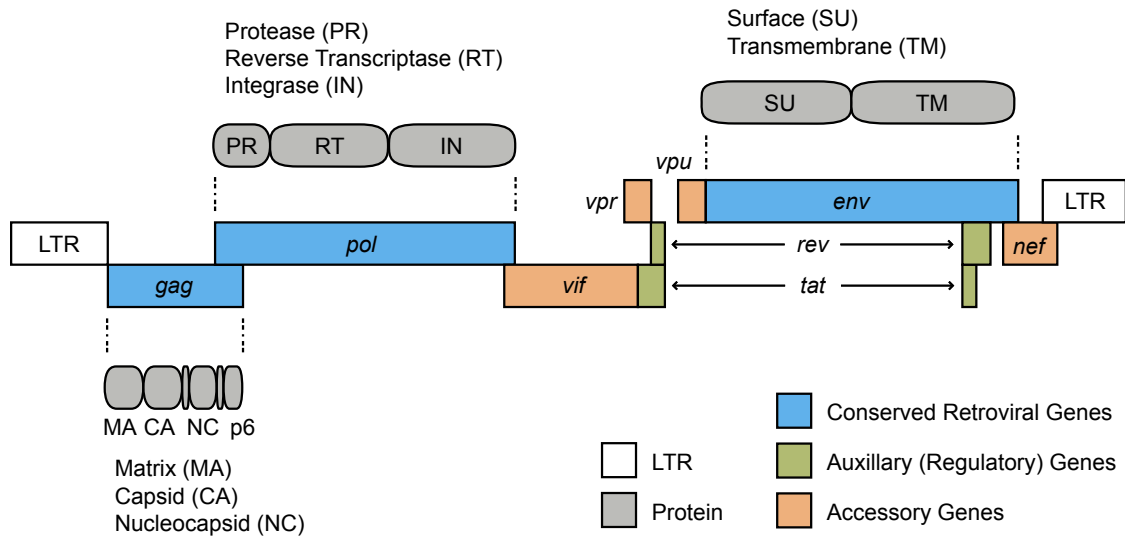 Protease (PR)
Reverse Transcriptase (RT)
Integrase (IN)
Surface (SU)
Transmembrane (TM)
SU
TM
PR
RT
IN
vpu
vpr
env
LTR
LTR
pol
rev
nef
gag
vif
tat
MA CA NC p6
Matrix (MA)
Capsid (CA)
Nucleocapsid (NC)
LTR
Protein
Conserved Retroviral Genes
Auxillary (Regulatory) Genes
Accessory Genes